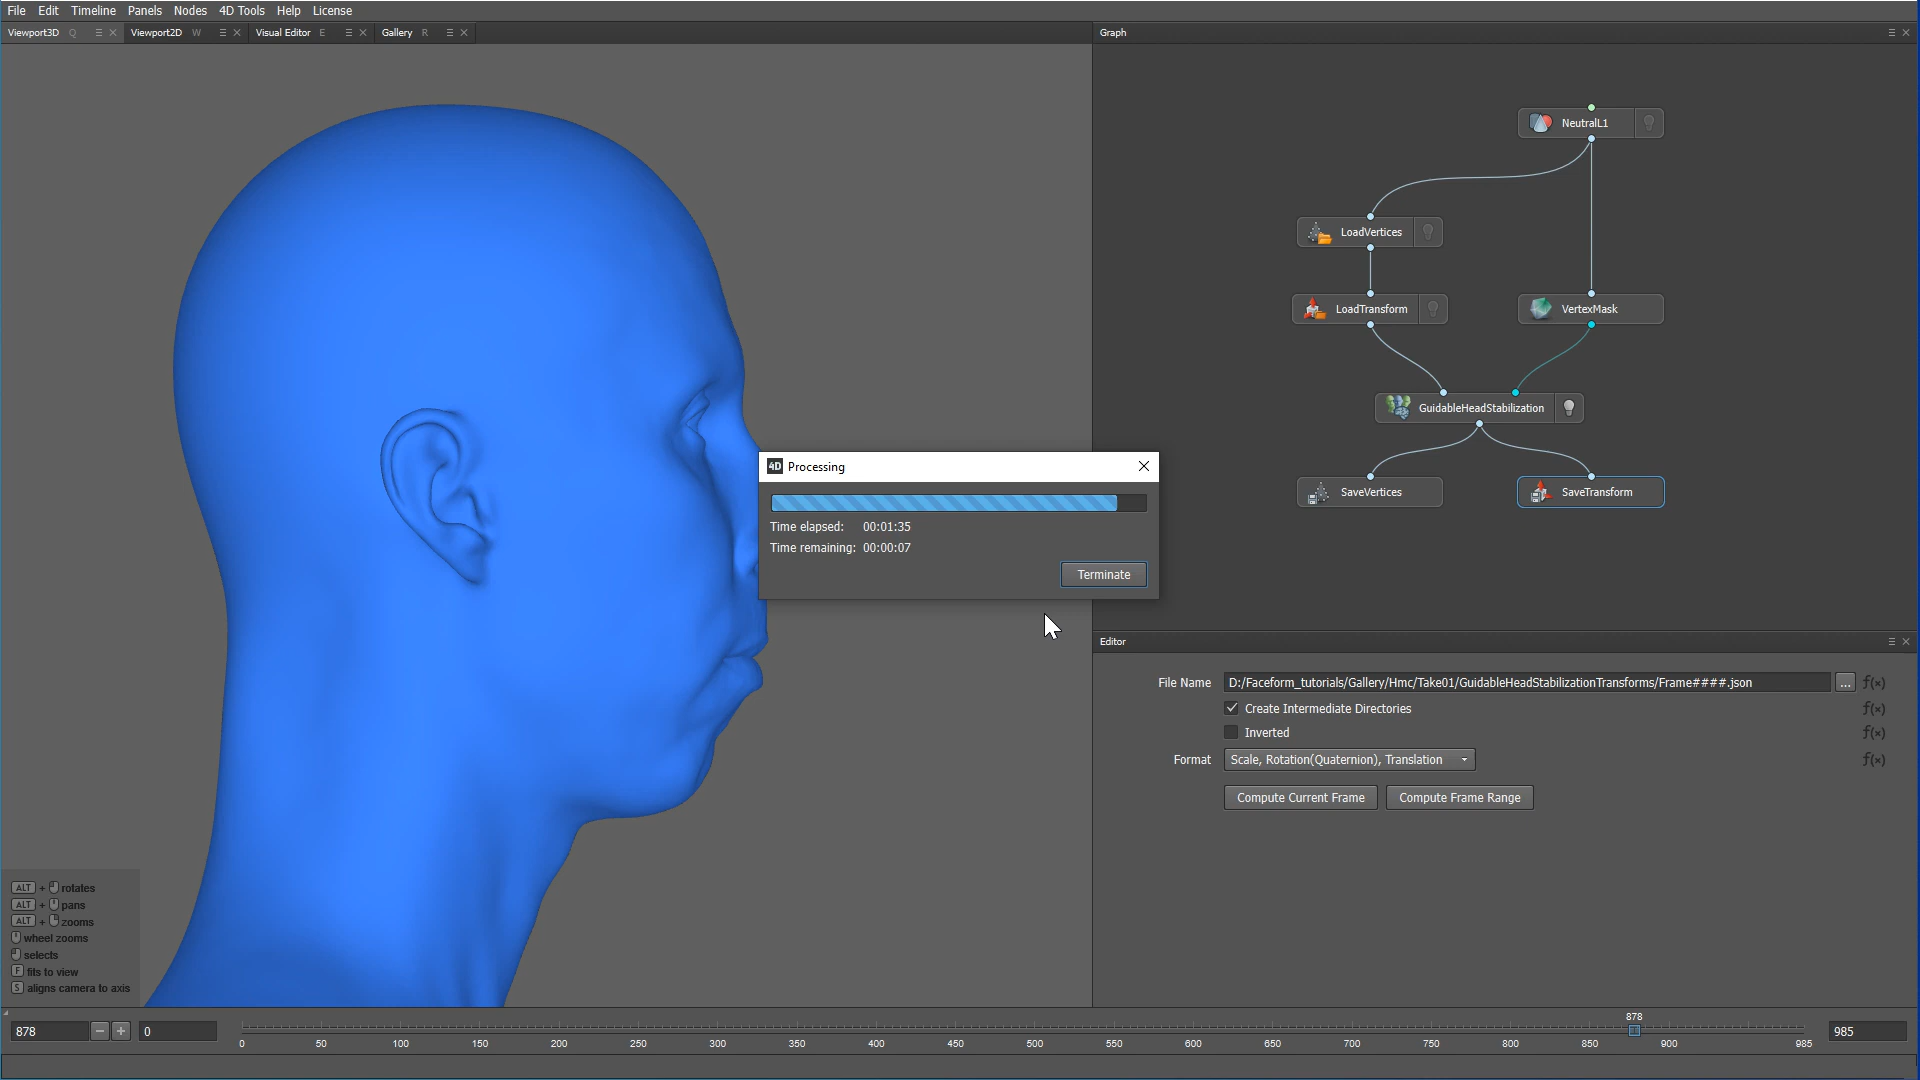 File Edit Timeline Panels Nodes 4D Tools Help License
Viewport3D Q Viewport2D W Visual Editor E Gallery R
Graph
NeutralL1
LoadVertices
LoadTransform
VertexMask
GuidableHeadStabilization
SaveVertices
SaveTransform
4D Processing
Time elapsed: 00:01:35
Time remaining: 00:00:07
Terminate
Editor
File Name D:/Faceform_tutorials/Gallery/Hmc/Take01/GuidableHeadStabilizationTransforms/Frame####.json ... f(×)
Create Intermediate Directories f(×)
Inverted f(×)
Format Scale, Rotation(Quaternion), Translation f(×)
Compute Current Frame Compute Frame Range
ALT + rotates
ALT + pans
ALT + zooms
wheel zooms
selects
F fits to view
S aligns camera to axis
878
878 − + 0 985
0 50 100 150 200 250 300 350 400 450 500 550 600 650 700 750 800 850 900 985